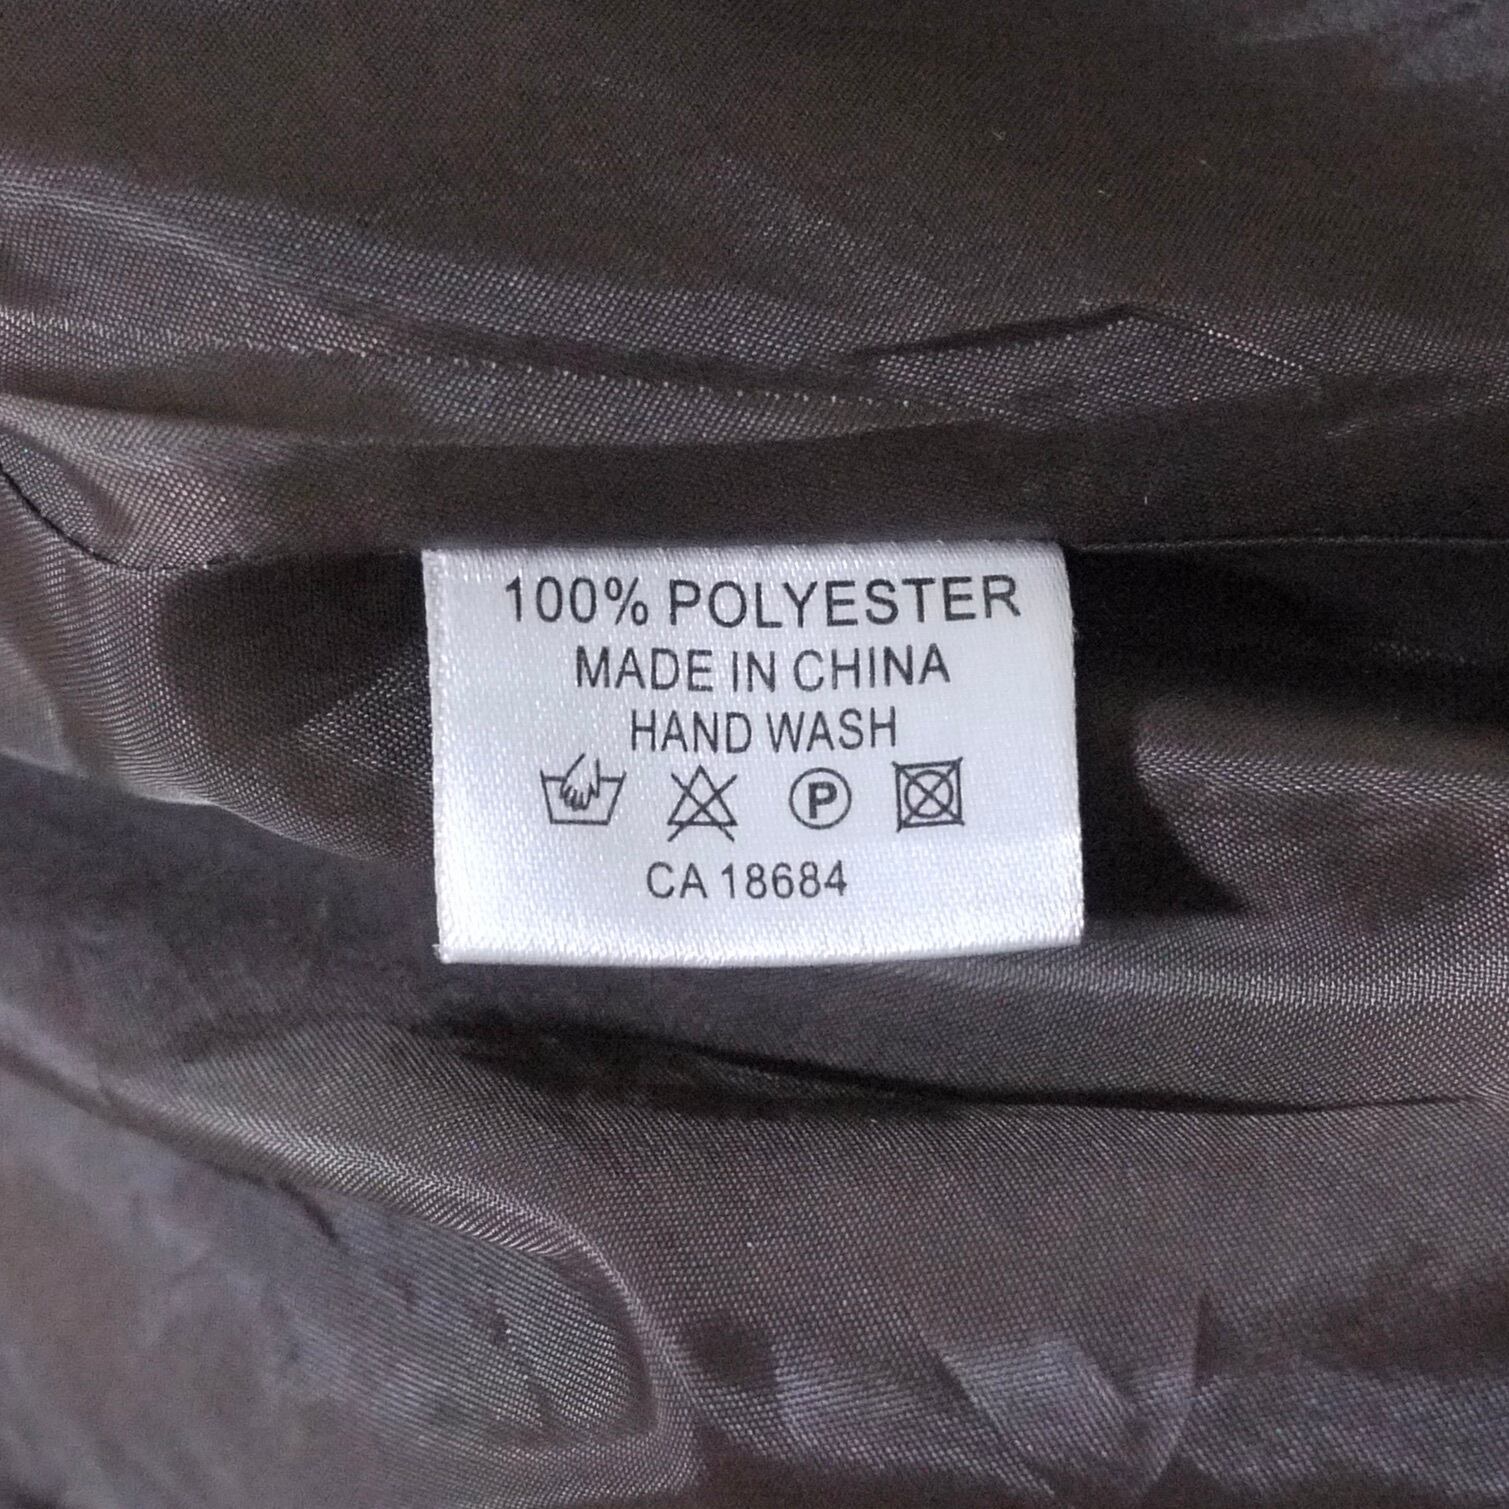 100% POLYESTER
MADE IN CHINA
HAND WASH
P
CA 18684